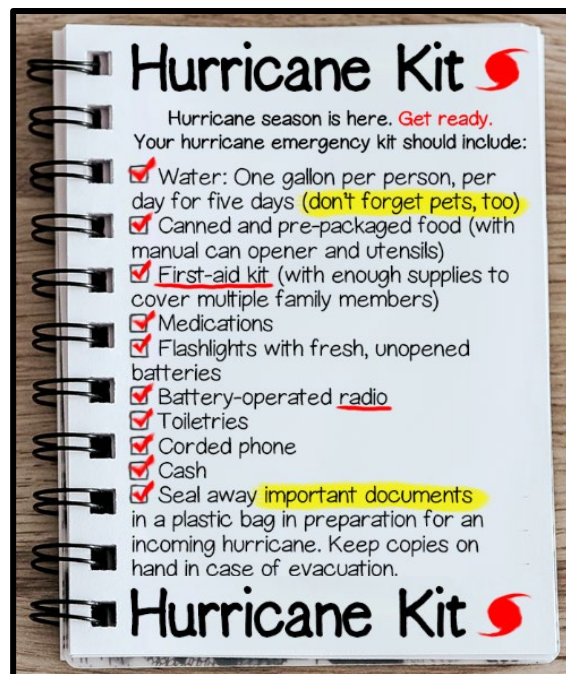 Hurricane Kit
Hurricane season is here. Get ready.
Your hurricane emergency kit should include:
Water: One gallon per person, per
day for five days (don't forget pets, too)
Canned and pre-packaged food (with
manual can opener and utensils)
First-aid kit (with enough supplies to
cover multiple family members)
Medications
Flashlights with fresh, unopened
batteries
Battery-operated radio
Toiletries
Corded phone
Cash
Seal away important documents
in a plastic bag in preparation for an
incoming hurricane. Keep copies on
hand in case of evacuation.
Hurricane Kit